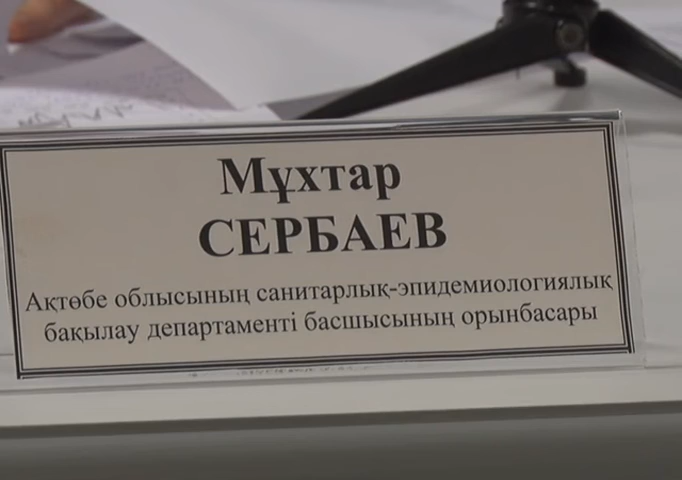 Мұхтар
СЕРБАЕВ
Ақтөбе облысының санитарлық-эпидемиологиялық
бақылау департаменті басшысының орынбасары